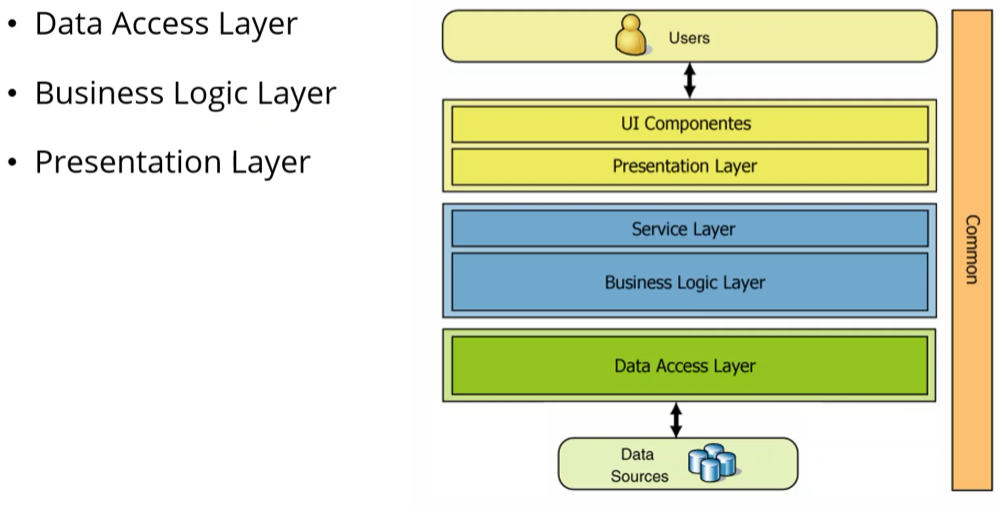 • Data Access Layer
• Business Logic Layer
• Presentation Layer
Users
UI Componentes
Presentation Layer
Service Layer
Business Logic Layer
Data Access Layer
Data
Sources
Common